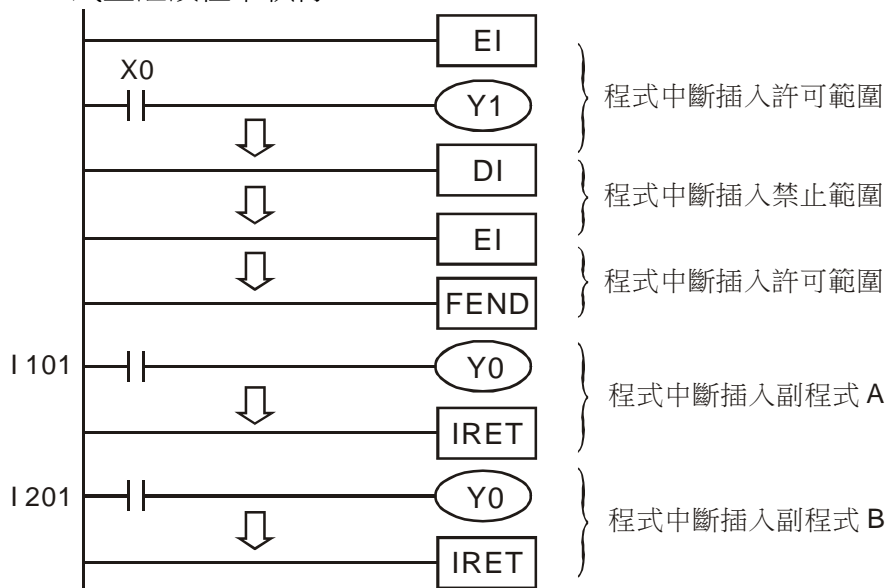 EI
X0
Y1
程式中斷插入許可範圍
DI
程式中斷插入禁止範圍
EI
程式中斷插入許可範圍
FEND
I 101
Y0
程式中斷插入副程式 A
IRET
I 201
Y0
程式中斷插入副程式 B
IRET